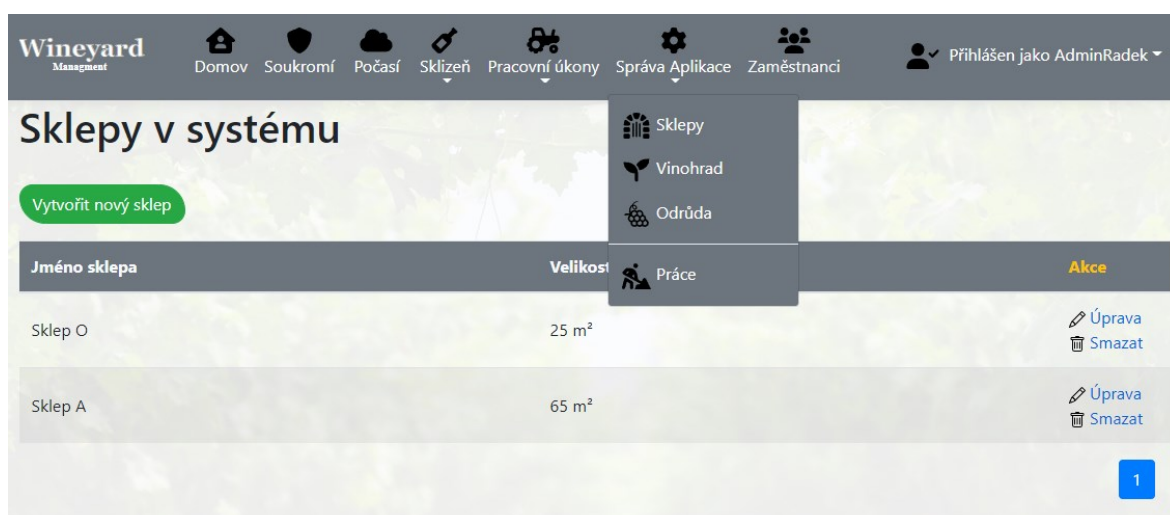 Wineyard
Managment
Domov
Soukromí
Počasí
Sklizeň
Pracovní úkony
Správa Aplikace
Zaměstnanci
Přihlášen jako AdminRadek
Sklepy
Vinohrad
Odrůda
Práce
Sklepy v systému
Vytvořit nový sklep
Jméno sklepa Velikost Akce
Sklep O 25 m² Úprava
Smazat
Sklep A 65 m² Úprava
Smazat
1